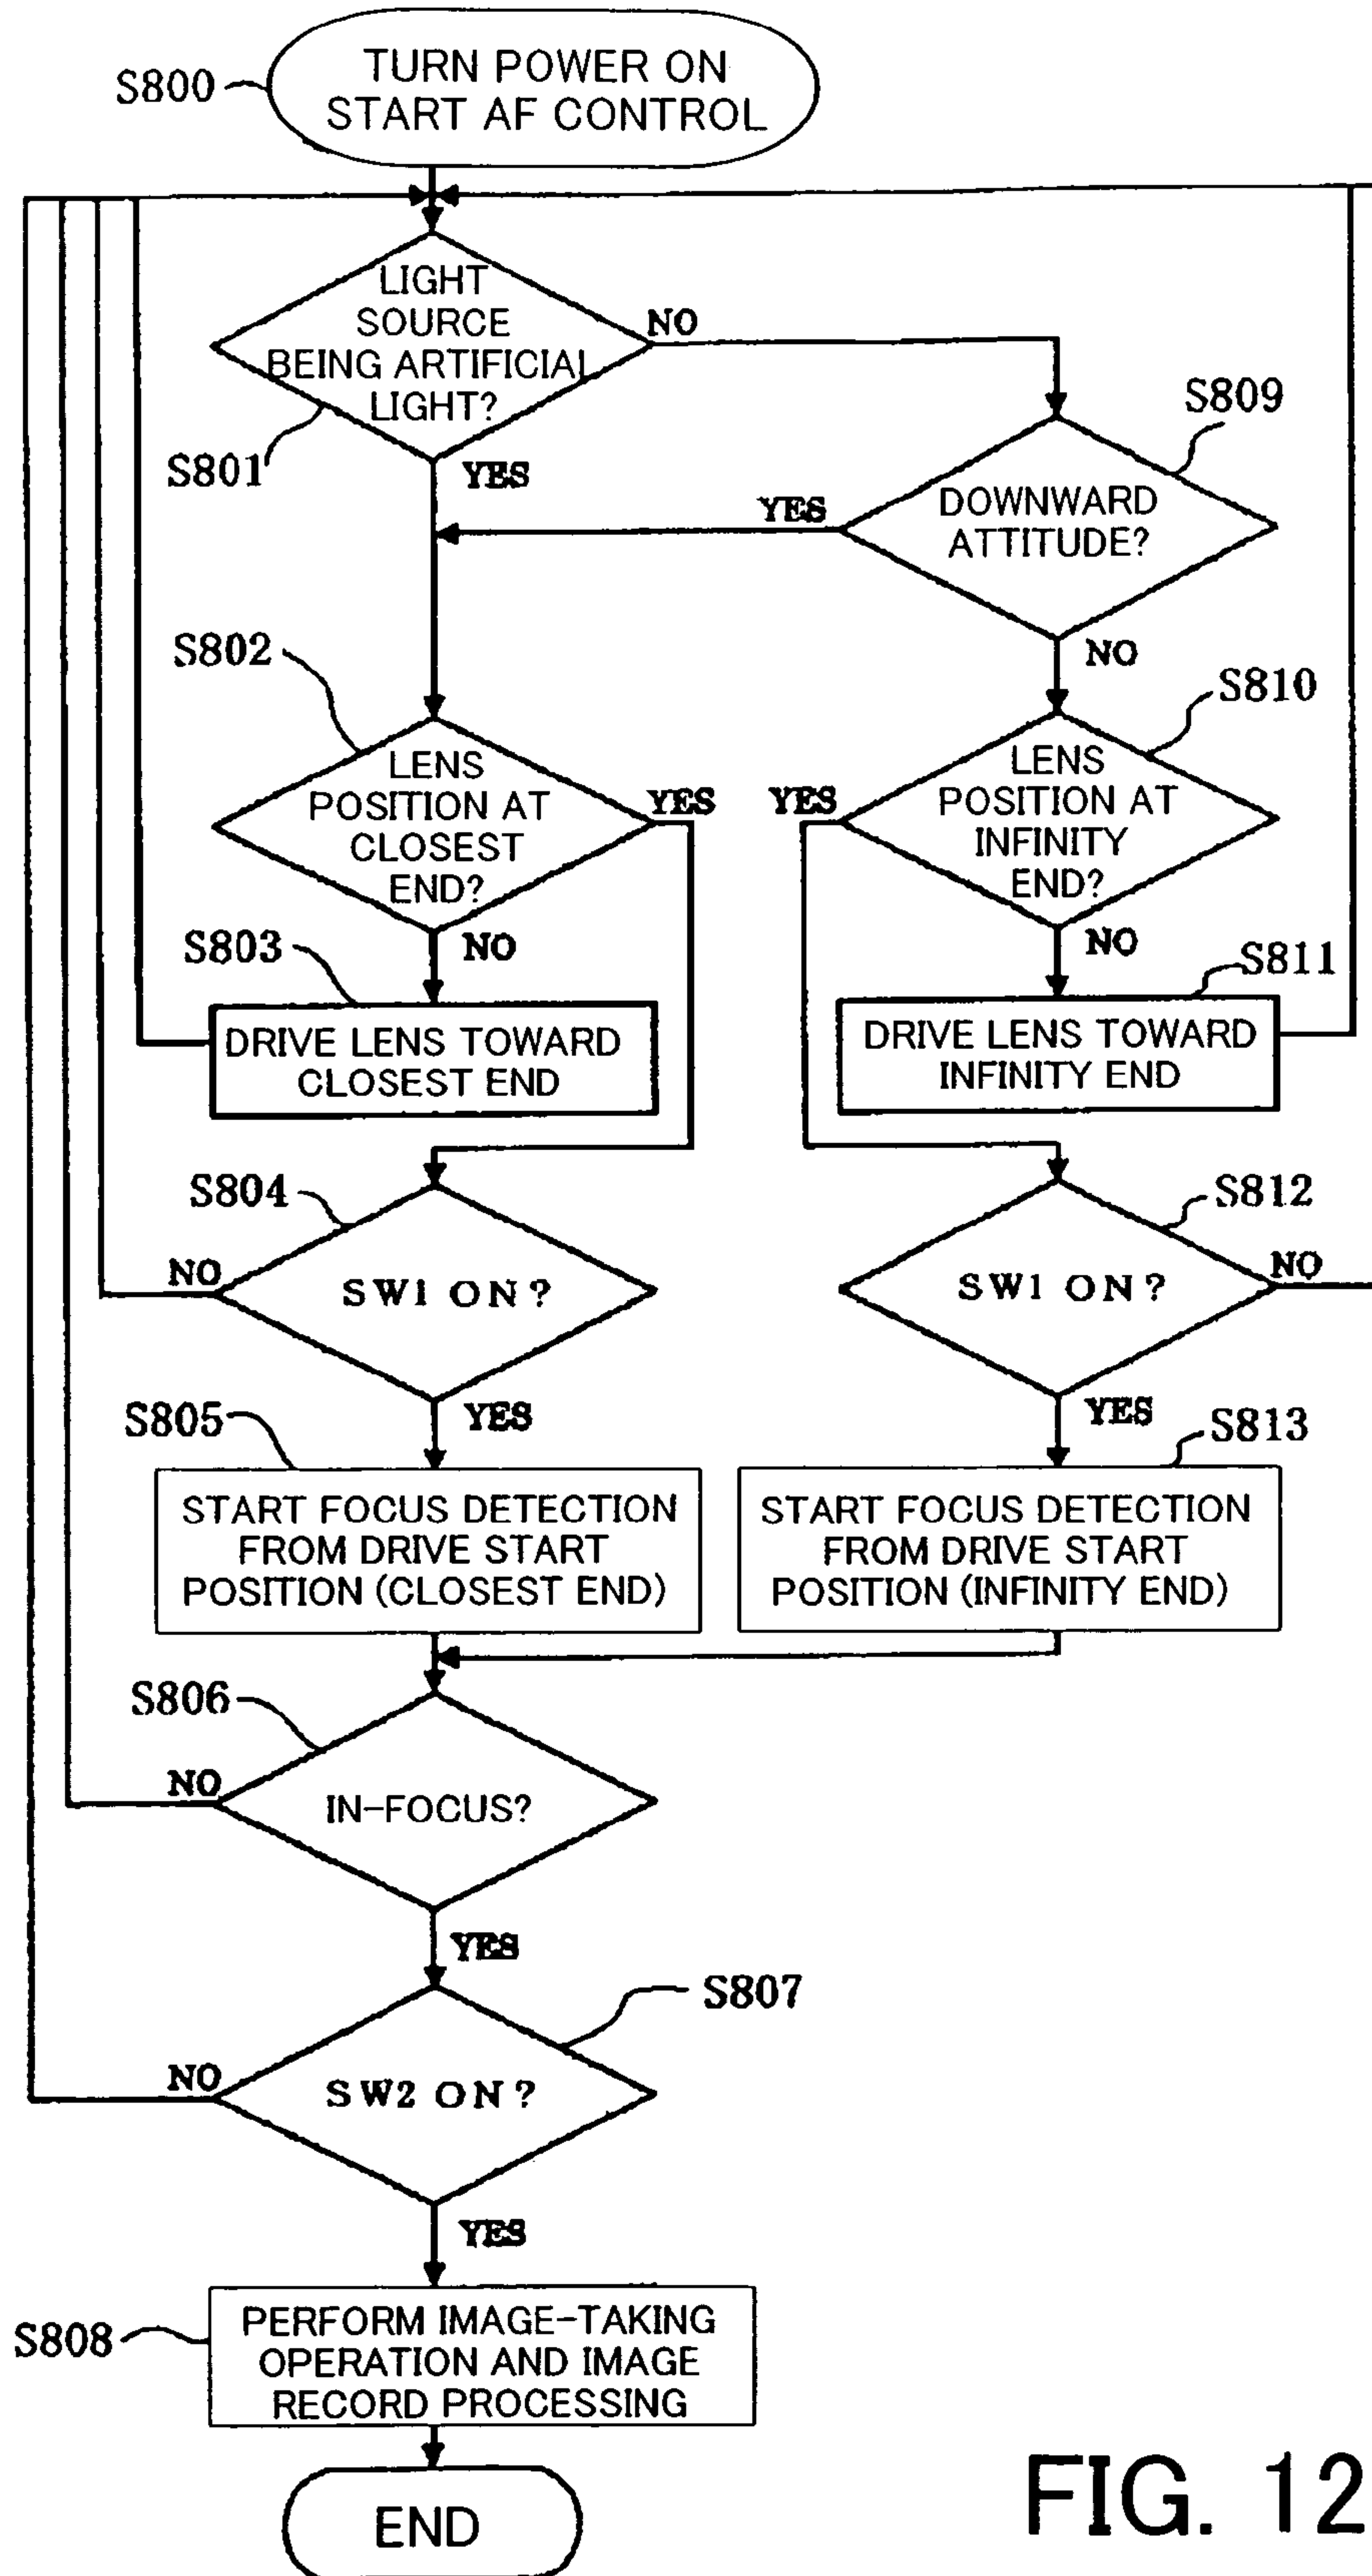 S800
TURN POWER ON
START AF CONTROL
LIGHT
SOURCE
BEING ARTIFICIAL
LIGHT?
NO
S801
YES
S809
DOWNWARD
ATTITUDE?
YES
NO
S802
LENS
POSITION AT
CLOSEST
END?
YES
NO
S810
LENS
POSITION AT
INFINITY
END?
YES
NO
S803
DRIVE LENS TOWARD
CLOSEST END
S811
DRIVE LENS TOWARD
INFINITY END
S804
SW1 ON?
NO
YES
S812
SW1 ON?
NO
YES
S805
START FOCUS DETECTION
FROM DRIVE START
POSITION (CLOSEST END)
S813
START FOCUS DETECTION
FROM DRIVE START
POSITION (INFINITY END)
S806
IN-FOCUS?
NO
YES
S807
SW2 ON?
NO
YES
S808
PERFORM IMAGE-TAKING
OPERATION AND IMAGE
RECORD PROCESSING
END
FIG. 12